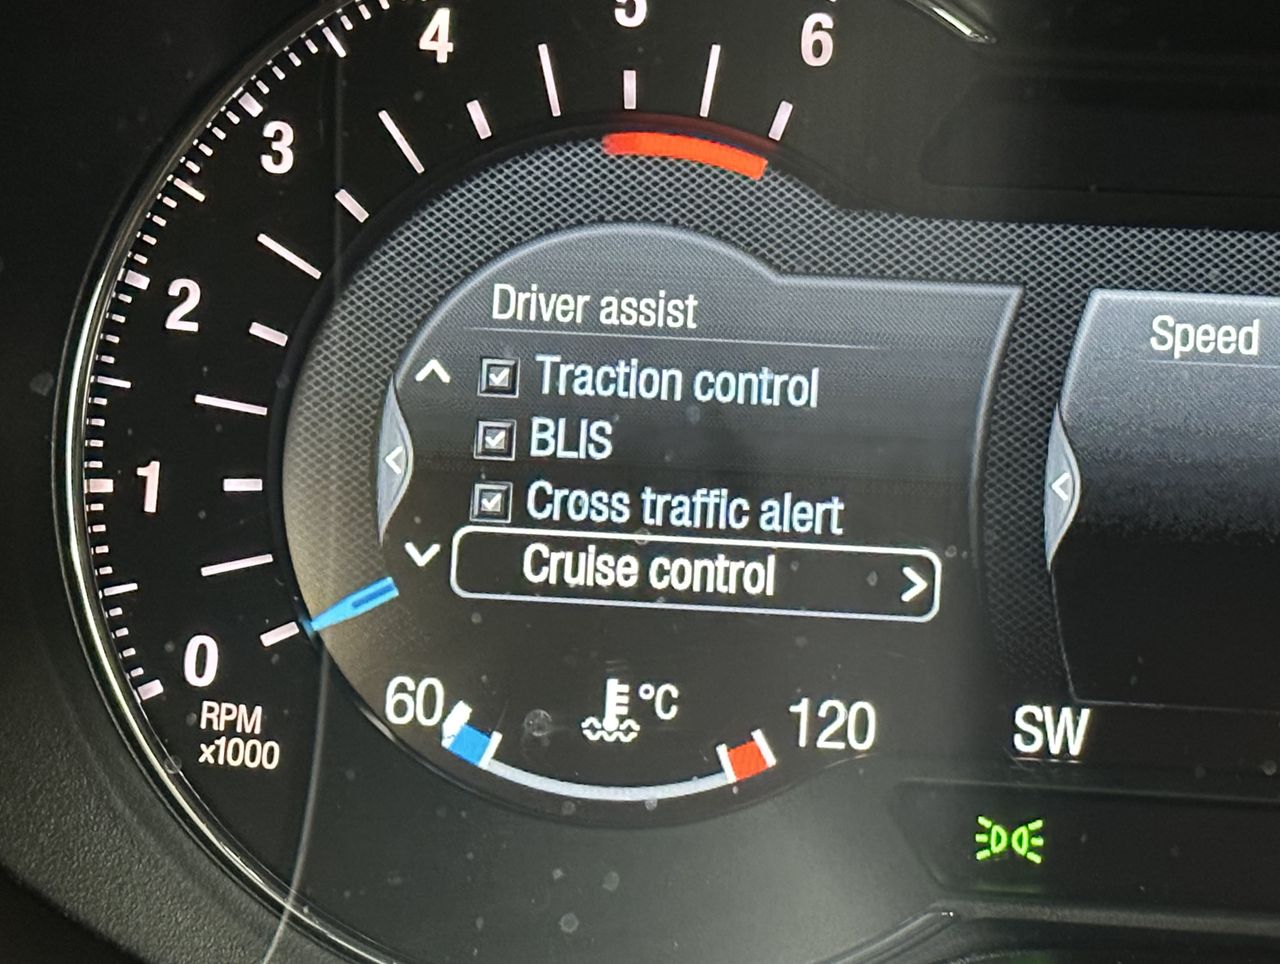 4
5
6
3
2
1
0
RPM
x1000
Driver assist
Traction control
BLIS
Cross traffic alert
Cruise control >
60
°C
120
Speed
SW